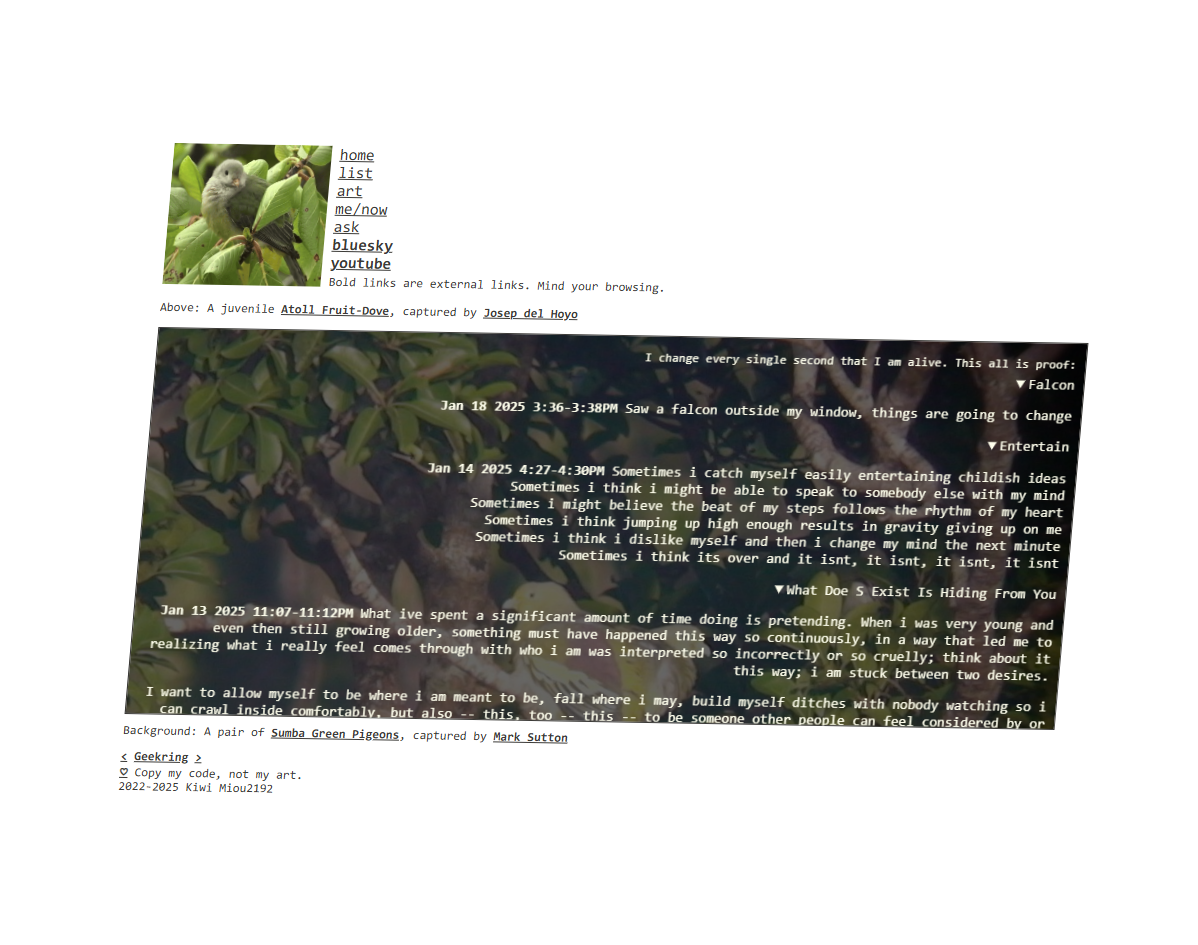 home
list
art
me/now
ask
bluesky
youtube
Bold links are external links. Mind your browsing.
Above: A juvenile Atoll Fruit-Dove, captured by Josep del Hoyo
I change every single second that I am alive. This all is proof:
▼Falcon
Jan 18 2025 3:36-3:38PM Saw a falcon outside my window, things are going to change
▼Entertain
Jan 14 2025 4:27-4:30PM Sometimes i catch myself easily entertaining childish ideas
Sometimes i think i might be able to speak to somebody else with my mind
Sometimes i might believe the beat of my steps follows the rhythm of my heart
Sometimes i think jumping up high enough results in gravity giving up on me
Sometimes i think i dislike myself and then i change my mind the next minute
Sometimes i think its over and it isnt, it isnt, it isnt, it isnt
▼What Doe S Exist Is Hiding From You
Jan 13 2025 11:07-11:12PM What ive spent a significant amount of time doing is pretending. When i was very young and
even then still growing older, something must have happened this way so continuously, in a way that led me to
realizing what i really feel comes through with who i am was interpreted so incorrectly or so cruelly; think about it
this way; i am stuck between two desires.
I want to allow myself to be where i am meant to be, fall where i may, build myself ditches with nobody watching so i
can crawl inside comfortably, but also -- this, too -- this -- to be someone other people can feel considered by or
Background: A pair of Sumba Green Pigeons, captured by Mark Sutton
< Geekring >
♡ Copy my code, not my art.
2022-2025 Kiwi Miou2192